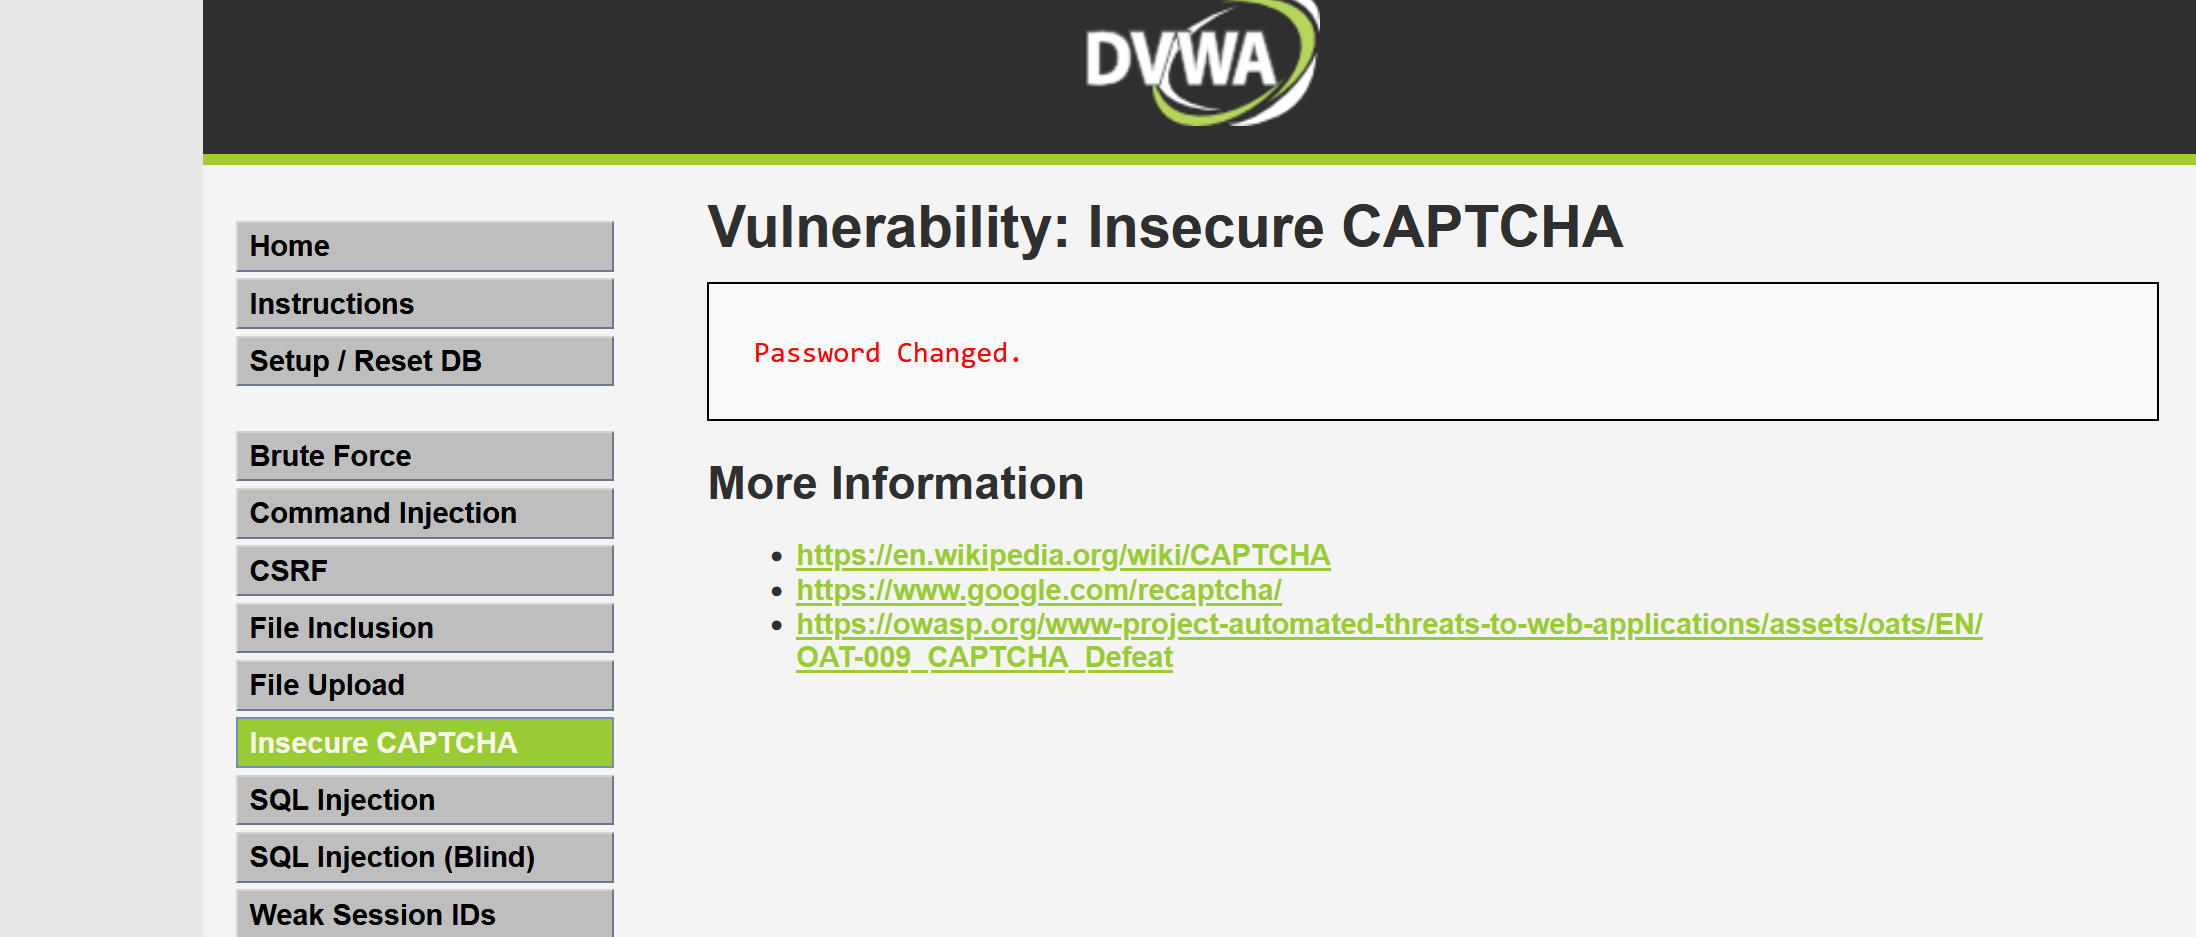 DVWA
Home
Instructions
Setup / Reset DB
Brute Force
Command Injection
CSRF
File Inclusion
File Upload
Insecure CAPTCHA
SQL Injection
SQL Injection (Blind)
Weak Session IDs
Vulnerability: Insecure CAPTCHA
Password Changed.
More Information
https://en.wikipedia.org/wiki/CAPTCHA
https://www.google.com/recaptcha/
https://owasp.org/www-project-automated-threats-to-web-applications/assets/oats/EN/
OAT-009_CAPTCHA_Defeat